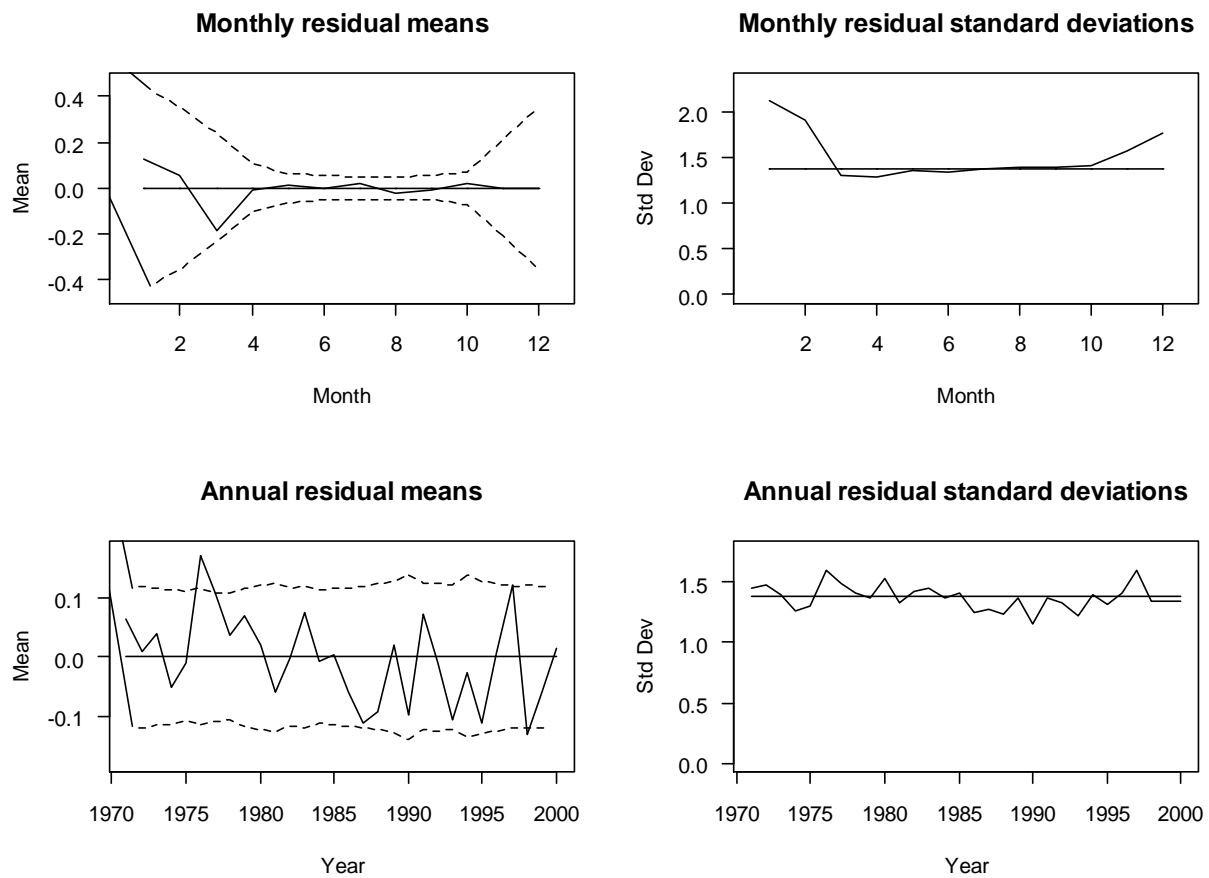 Monthly residual means
Mean
0.4
0.2
0.0
-0.2
-0.4
2 4 6 8 10 12
Month
Monthly residual standard deviations
Std Dev
2.0
1.5
1.0
0.5
0.0
2 4 6 8 10 12
Month
Annual residual means
Mean
0.1
0.0
-0.1
1970 1975 1980 1985 1990 1995 2000
Year
Annual residual standard deviations
Std Dev
1.5
1.0
0.5
0.0
1970 1975 1980 1985 1990 1995 2000
Year